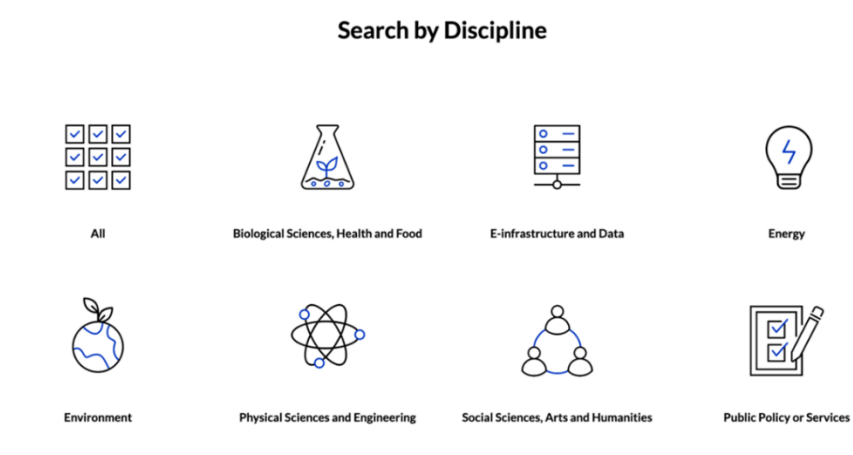 Search by Discipline
All
Biological Sciences, Health and Food
E-infrastructure and Data
Energy
Environment
Physical Sciences and Engineering
Social Sciences, Arts and Humanities
Public Policy or Services